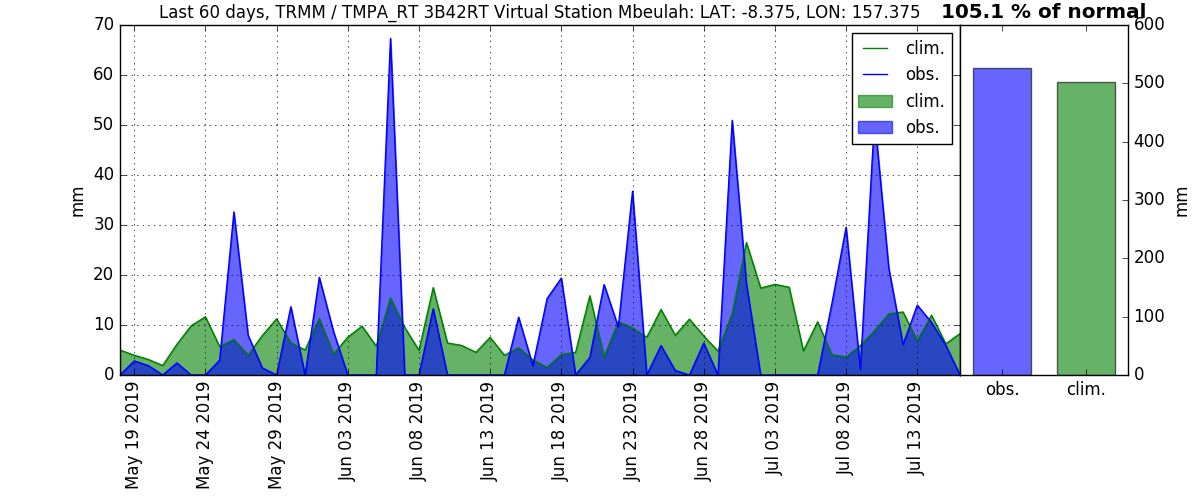 Last 60 days, TRMM / TMPA_RT 3B42RT Virtual Station Mbeulah: LAT: -8.375, LON: 157.375
105.1 % of normal
70
60
50
40
30
20
10
0
mm
clim.
obs.
clim.
obs.
May 19 2019
May 24 2019
May 29 2019
Jun 03 2019
Jun 08 2019
Jun 13 2019
Jun 18 2019
Jun 23 2019
Jun 28 2019
Jul 03 2019
Jul 08 2019
Jul 13 2019
600
500
400
300
200
100
0
mm
obs.
clim.